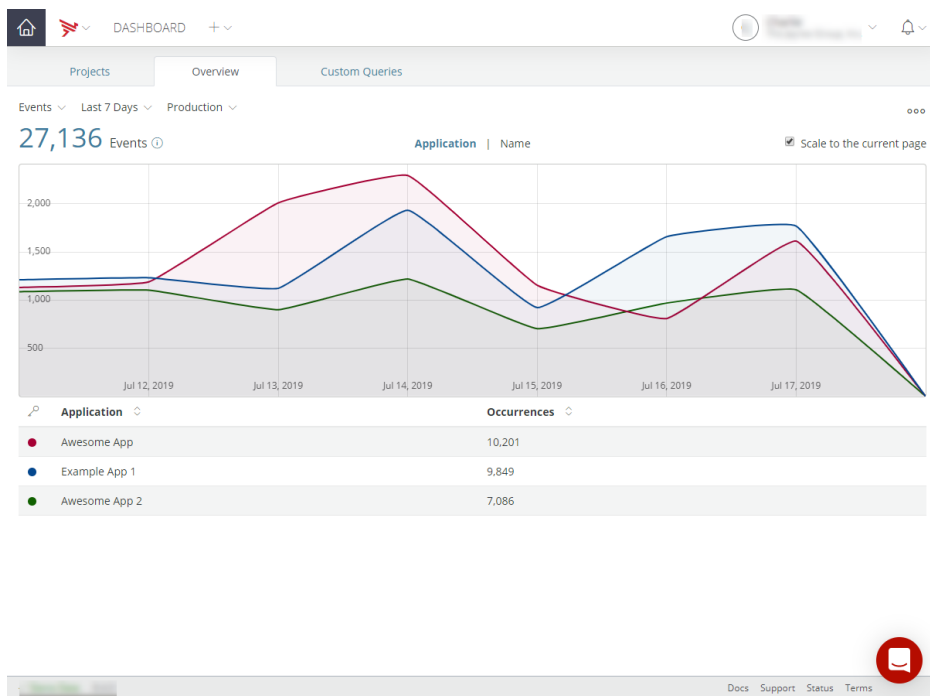 DASHBOARD
Projects Overview Custom Queries
Events Last 7 Days Production
27,136 Events
Application | Name
Scale to the current page
2,000
1,500
1,000
500
Jul 12, 2019 Jul 13, 2019 Jul 14, 2019 Jul 15, 2019 Jul 16, 2019 Jul 17, 2019
Application Occurrences
Awesome App 10,201
Example App 1 9,849
Awesome App 2 7,086
Docs Support Status Terms